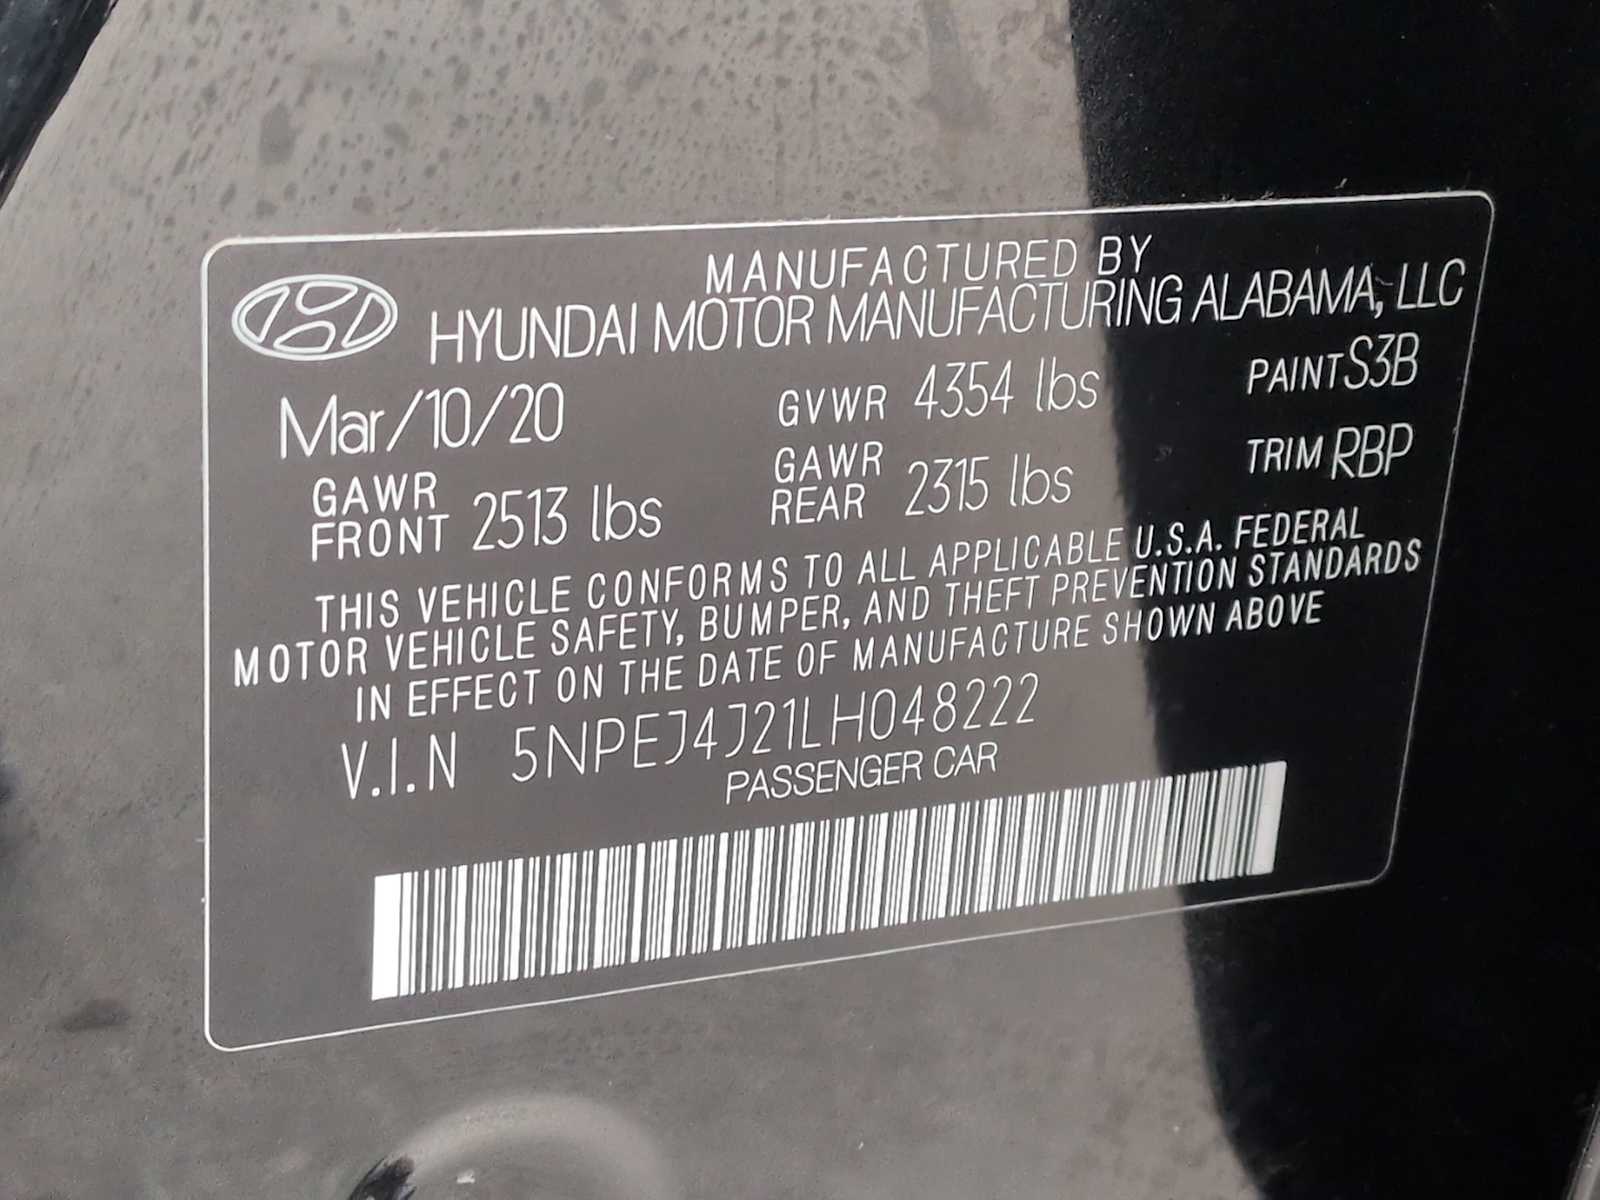 MANUFACTURED BY
HYUNDAI MOTOR MANUFACTURING ALABAMA, LLC
Mar/10/20 GVWR 4354 lbs PAINT S3B
GAWR FRONT 2513 lbs GAWR REAR 2315 lbs TRIM RBP
THIS VEHICLE CONFORMS TO ALL APPLICABLE U.S.A. FEDERAL
MOTOR VEHICLE SAFETY, BUMPER, AND THEFT PREVENTION STANDARDS
IN EFFECT ON THE DATE OF MANUFACTURE SHOWN ABOVE
V.I.N 5NPEJ4J21LH048222
PASSENGER CAR